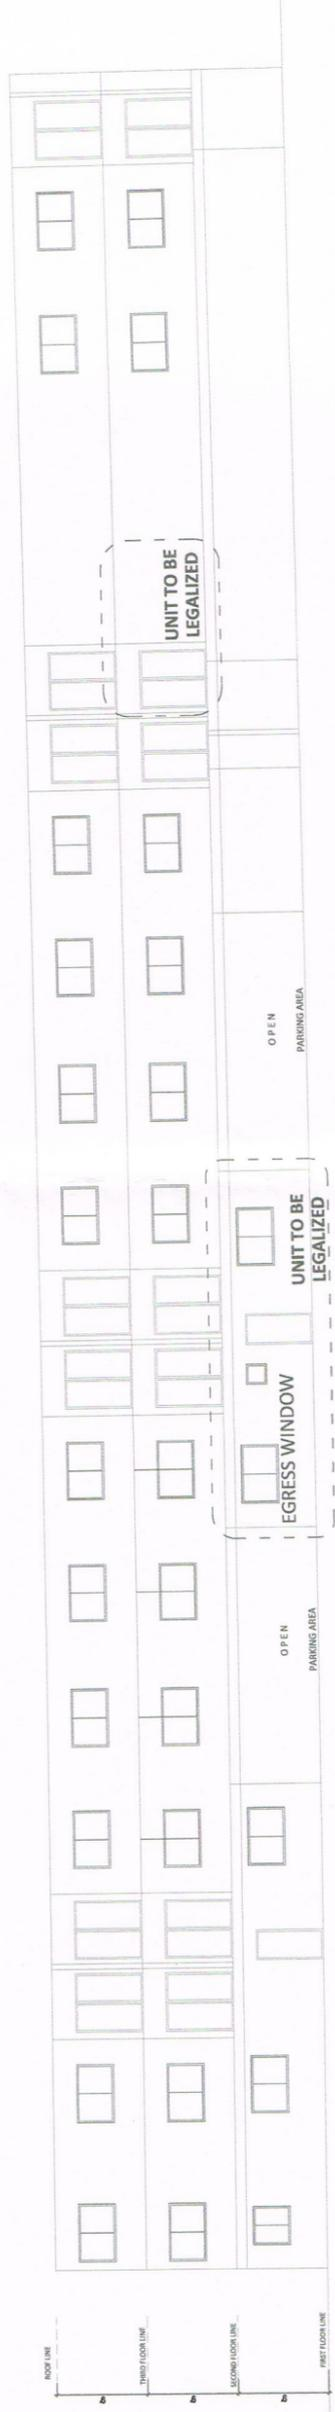 UNIT TO BE
LEGALIZED
OPEN
PARKING AREA
UNIT TO BE
LEGALIZED
EGRESS WINDOW
OPEN
PARKING AREA
ROOF LINE
THIRD FLOOR LINE
SECOND FLOOR LINE
FIRST FLOOR LINE